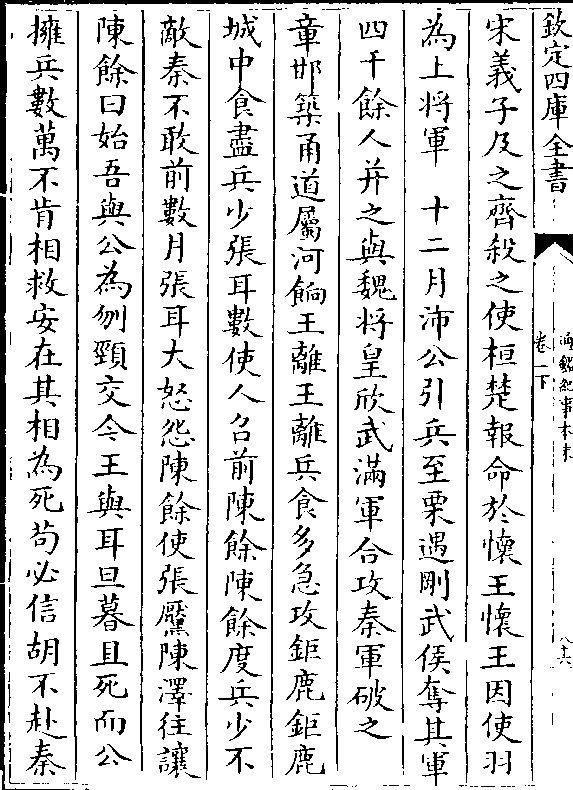 欽定四庫全書
通鑑紀事本末
卷一下
宋義子及之齊殺之使桓楚報命於懷王懷王因使羽
為上将軍　十二月沛公引兵至栗遇剛武侯奪其軍
四千餘人并之與魏将皇欣武滿軍合攻秦軍破之
章邯築甬道屬河餉王離王離兵食多急攻鉅鹿鉅鹿
城中食盡兵少張耳數使人召前陳餘陳餘度兵少不
敵秦不敢前數月張耳大怒怨陳餘使張黶陳澤往讓
陳餘曰始吾與公為刎頸交今王與耳旦暮且死而公
擁兵數萬不肯相救安在其相為死茍必信胡不赴秦